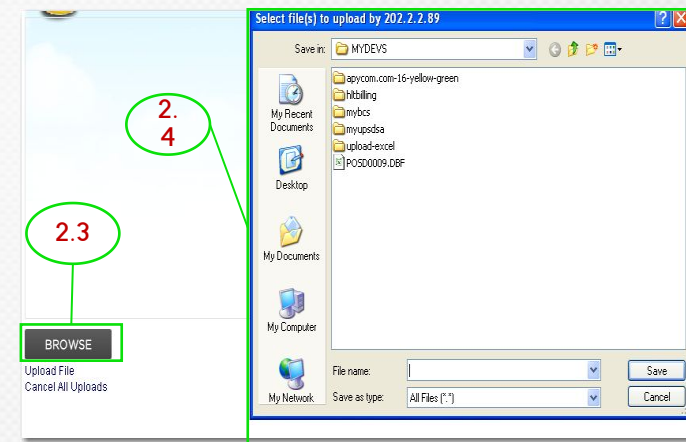 Select file(s) to upload by 202.2.2.89
Save in:
MYDEVS
My Recent
Documents
Desktop
My Documents
My Computer
My Network
apycom.com-16-yellow-green
hltbilling
mybcs
myupsdsa
upload-excel
POSD0009.DBF
File name:
Save
Save as type:
All Files (*.*)
Cancel
2.
4
2.3
BROWSE
Upload File
Cancel All Uploads